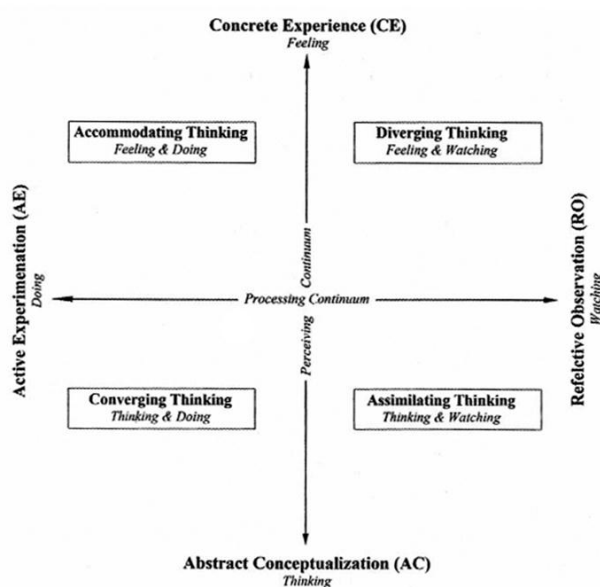 Concrete Experience (CE)
Feeling
Accommodating Thinking
Feeling & Doing
Diverging Thinking
Feeling & Watching
Active Experimenation (AE)
Doing
Processing Continuum
Perceiving Continuum
Refelctive Observation (RO)
Watching
Converging Thinking
Thinking & Doing
Assimilating Thinking
Thinking & Watching
Abstract Conceptualization (AC)
Thinking